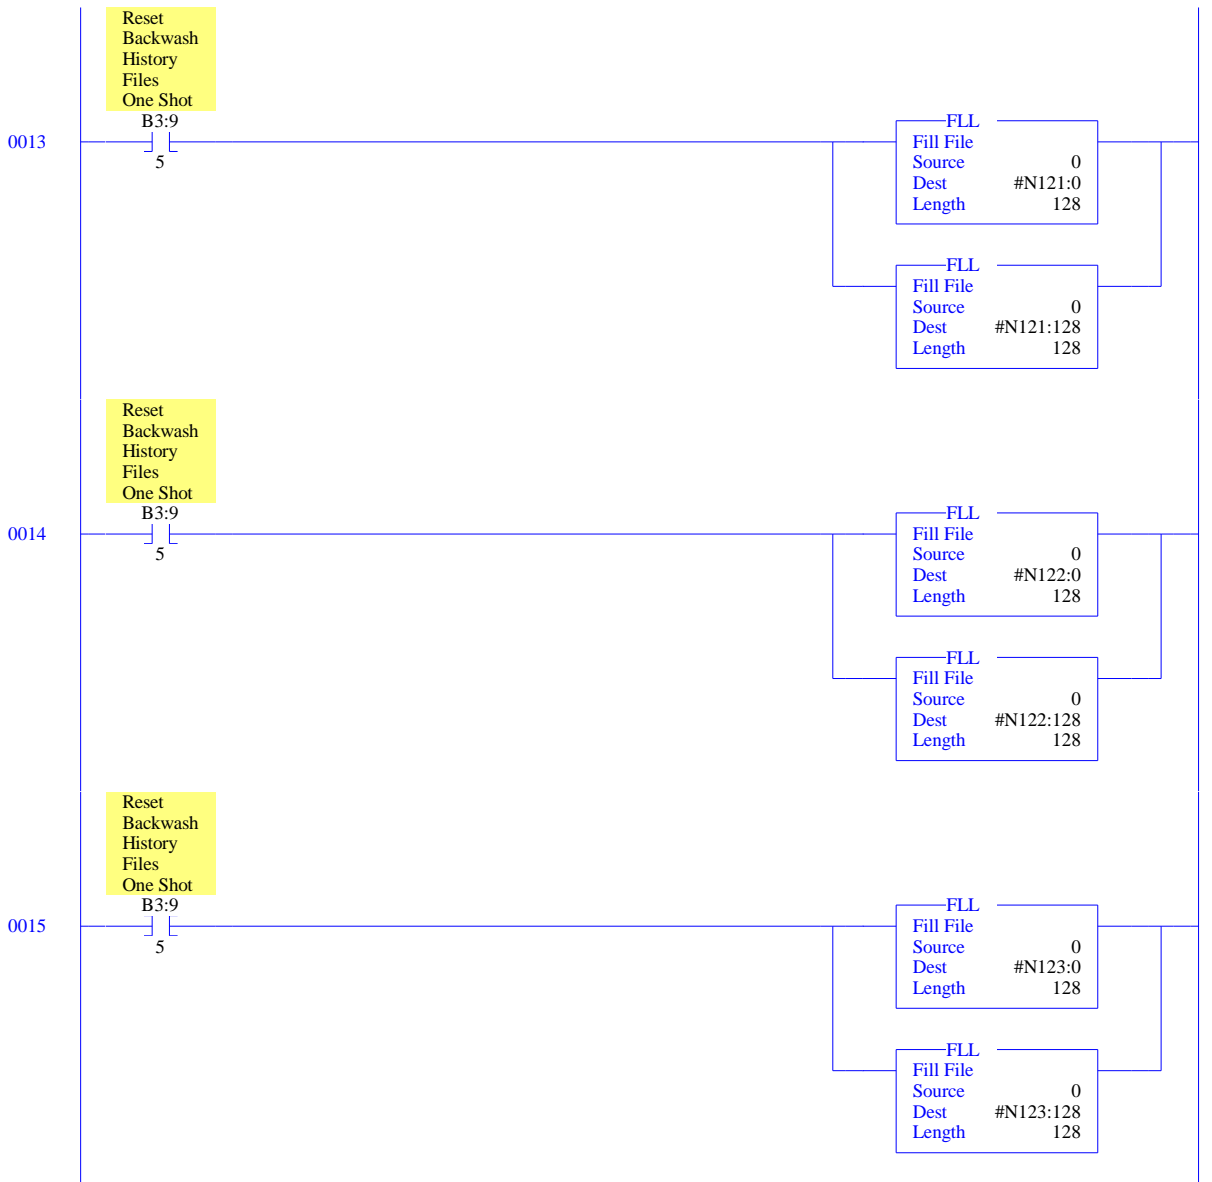 Reset
Backwash
History
Files
One Shot
B3:9
0013
5
FLL
Fill File
Source 0
Dest #N121:0
Length 128
FLL
Fill File
Source 0
Dest #N121:128
Length 128
Reset
Backwash
History
Files
One Shot
B3:9
0014
5
FLL
Fill File
Source 0
Dest #N122:0
Length 128
FLL
Fill File
Source 0
Dest #N122:128
Length 128
Reset
Backwash
History
Files
One Shot
B3:9
0015
5
FLL
Fill File
Source 0
Dest #N123:0
Length 128
FLL
Fill File
Source 0
Dest #N123:128
Length 128